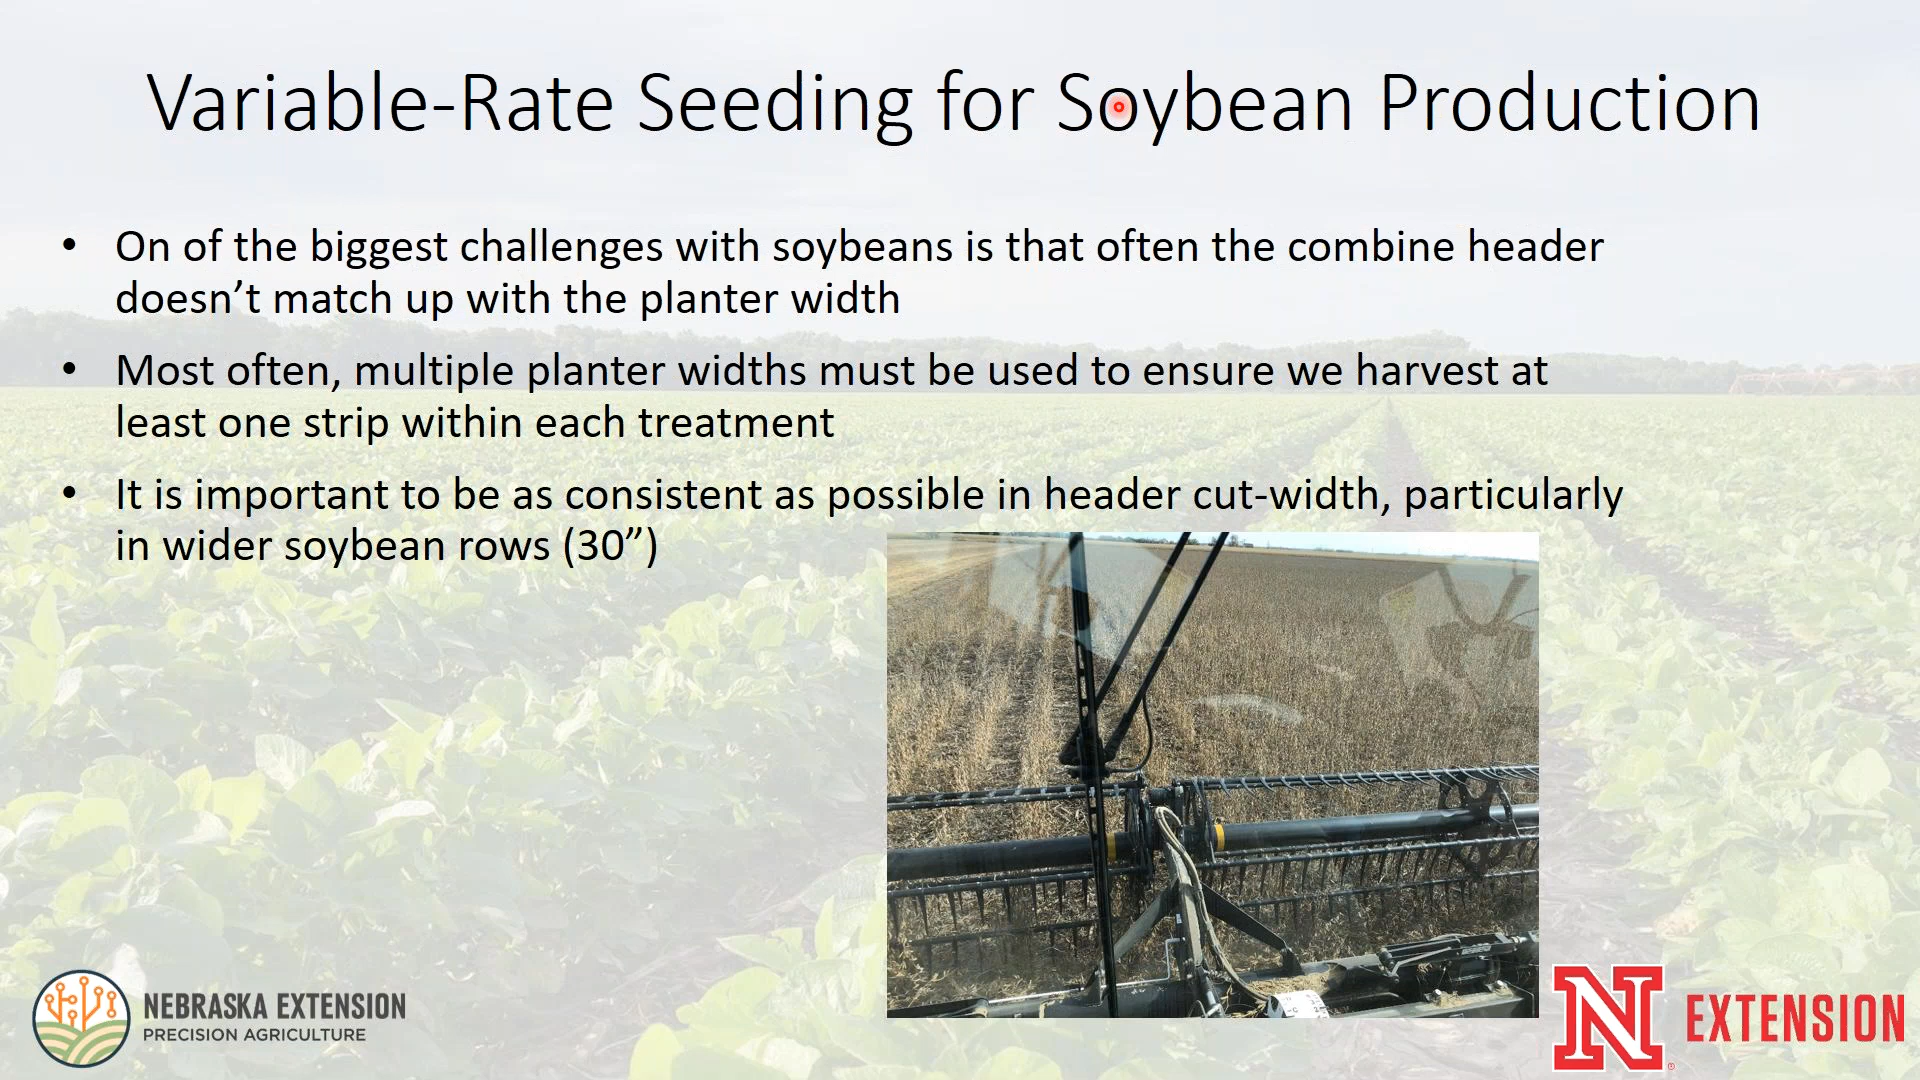 Variable-Rate Seeding for Soybean Production
• On of the biggest challenges with soybeans is that often the combine header
doesn’t match up with the planter width
• Most often, multiple planter widths must be used to ensure we harvest at
least one strip within each treatment
• It is important to be as consistent as possible in header cut-width, particularly
in wider soybean rows (30”)
NEBRASKA EXTENSION
PRECISION AGRICULTURE
N EXTENSION
®